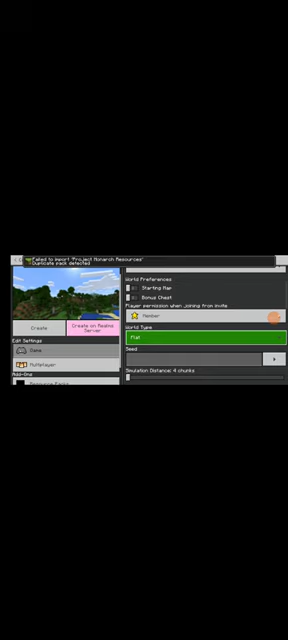 Failed to import 'Project Monarch Resources'
Duplicate pack detected
World Preferences
Starting Map
Bonus Chest
Player permission when joining from invite
Member
Create
Create on Realms Server
World Type
Flat
Edit Settings
Game
Seed
Multiplayer
Simulation Distance: 4 chunks
Add-Ons
Resource Packs